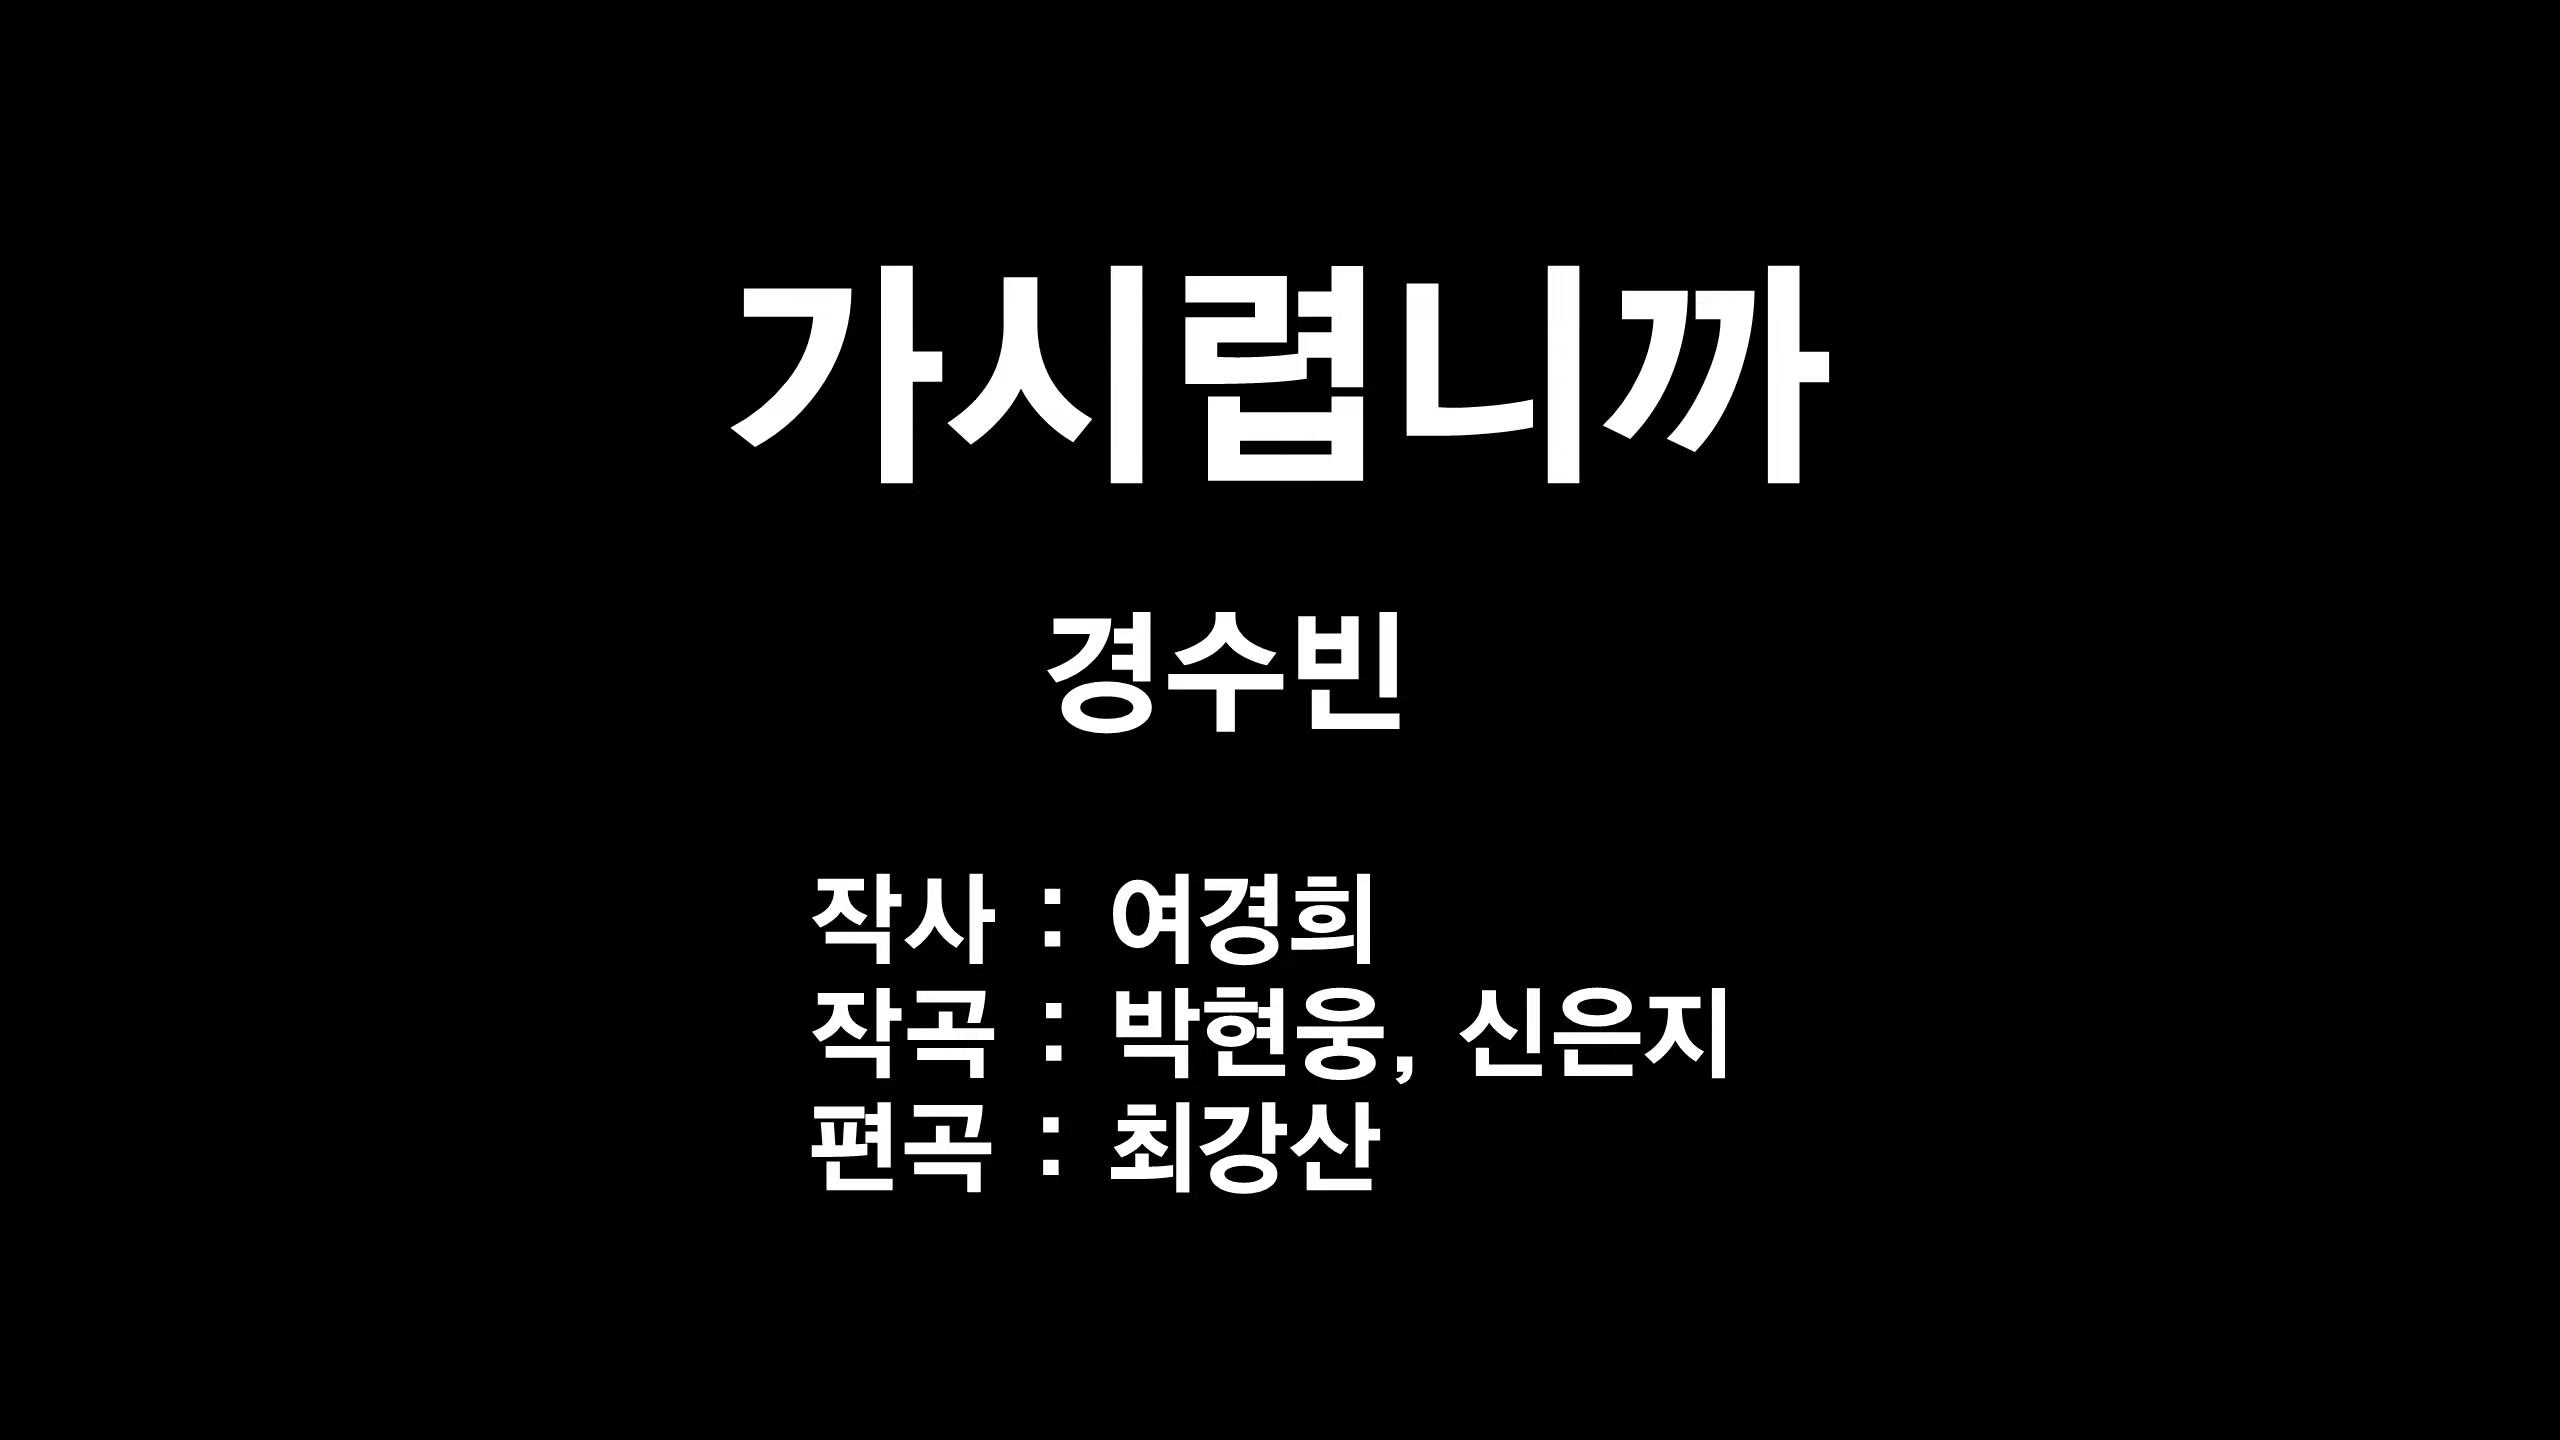 가시렵니까
경수빈
작사 : 여경희
작곡 : 박현웅, 신은지
편곡 : 최강산